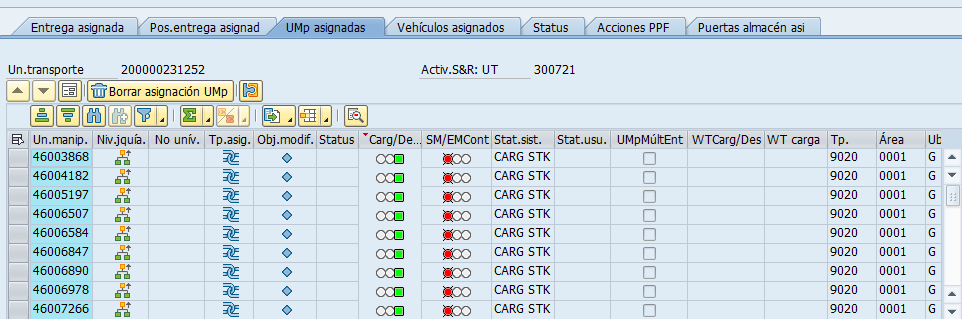 Entrega asignada Pos.entrega asignad UMp asignadas Vehículos asignados Status Acciones PPF Puertas almacén asi
Un.transporte 200000231252 Activ.S&R: UT 300721
Borrar asignación UMp
Un.manip. Niv.jquía. No unív. Tp.asig. Obj.modif. Status Carg/De... SM/EMCont Stat.sist. Stat.usu. UMpMúltEnt WTCarg/Des WT carga Tp. Área Ub
46003868 CARG STK 9020 0001 G
46004182 CARG STK 9020 0001 G
46005197 CARG STK 9020 0001 G
46006507 CARG STK 9020 0001 G
46006584 CARG STK 9020 0001 G
46006847 CARG STK 9020 0001 G
46006890 CARG STK 9020 0001 G
46006978 CARG STK 9020 0001 G
46007266 CARG STK 9020 0001 G